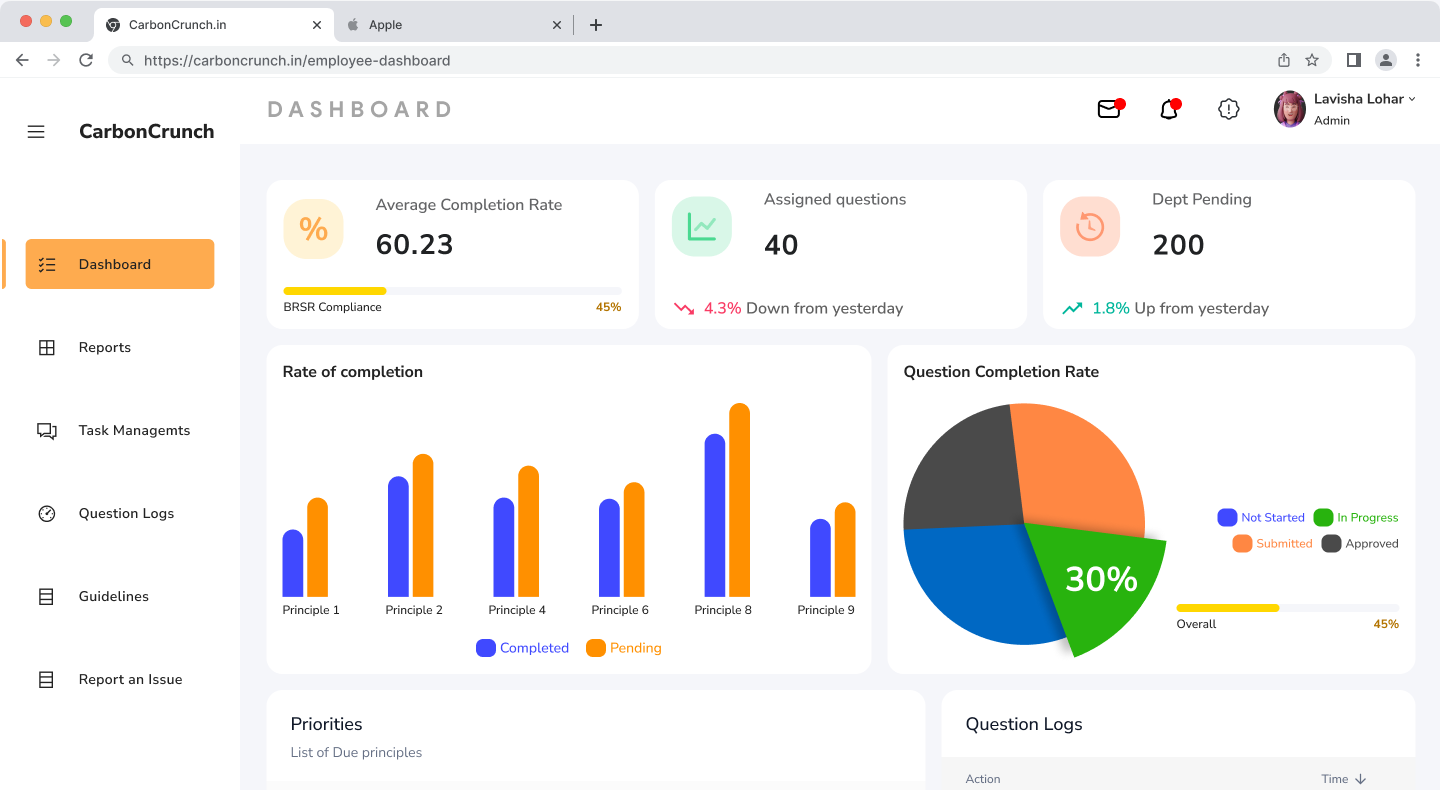 CarbonCrunch.in
Apple
https://carboncrunch.in/employee-dashboard
CarbonCrunch
DASHBOARD
Lavisha Lohar
Admin
Dashboard
Reports
Task Managemts
Question Logs
Guidelines
Report an Issue
%
Average Completion Rate
60.23
BRSR Compliance 45%
Assigned questions
40
4.3% Down from yesterday
Dept Pending
200
1.8% Up from yesterday
Rate of completion
Principle 1 Principle 2 Principle 4 Principle 6 Principle 8 Principle 9
Completed Pending
Question Completion Rate
30%
Not Started In Progress
Submitted Approved
Overall 45%
Priorities
List of Due principles
Question Logs
Action Time